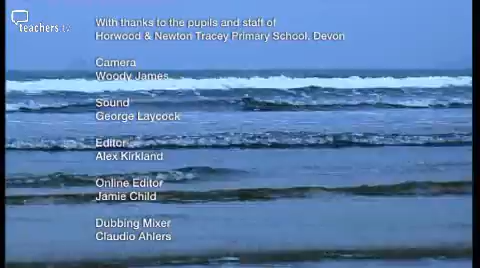 teachers tv
With thanks to the pupils and staff of
Horwood & Newton Tracey Primary School, Devon
Camera
Woody James
Sound
George Laycock
Editor
Alex Kirkland
Online Editor
Jamie Child
Dubbing Mixer
Claudio Ahlers